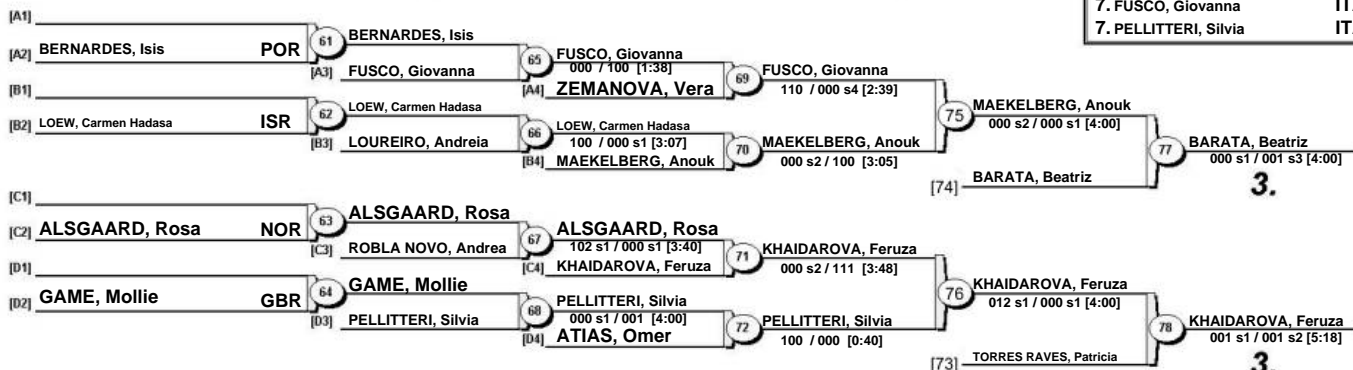 7. FUSCO, Giovanna IT
7. PELLITTERI, Silvia IT
[A1]
[A2] BERNARDES, Isis POR
61
BERNARDES, Isis
[A3] FUSCO, Giovanna
65
FUSCO, Giovanna
000 / 100 [1:38]
[A4] ZEMANOVA, Vera
69
FUSCO, Giovanna
110 / 000 s4 [2:39]
[B1]
[B2] LOEW, Carmen Hadasa ISR
62
LOEW, Carmen Hadasa
[B3] LOUREIRO, Andreia
66
LOEW, Carmen Hadasa
100 / 000 s1 [3:07]
[B4] MAEKELBERG, Anouk
70
MAEKELBERG, Anouk
000 s2 / 100 [3:05]
75
MAEKELBERG, Anouk
000 s2 / 000 s1 [4:00]
[74] BARATA, Beatriz
77
BARATA, Beatriz
000 s1 / 001 s3 [4:00]
3.
[C1]
[C2] ALSGAARD, Rosa NOR
63
ALSGAARD, Rosa
[C3] ROBLA NOVO, Andrea
67
ALSGAARD, Rosa
102 s1 / 000 s1 [3:40]
[C4] KHAIDAROVA, Feruza
71
KHAIDAROVA, Feruza
000 s2 / 111 [3:48]
[D1]
[D2] GAME, Mollie GBR
64
GAME, Mollie
[D3] PELLITTERI, Silvia
68
PELLITTERI, Silvia
000 s1 / 001 [4:00]
[D4] ATIAS, Omer
72
PELLITTERI, Silvia
100 / 000 [0:40]
76
KHAIDAROVA, Feruza
012 s1 / 000 s1 [4:00]
[73] TORRES RAVES, Patricia
78
KHAIDAROVA, Feruza
001 s1 / 001 s2 [5:18]
3.